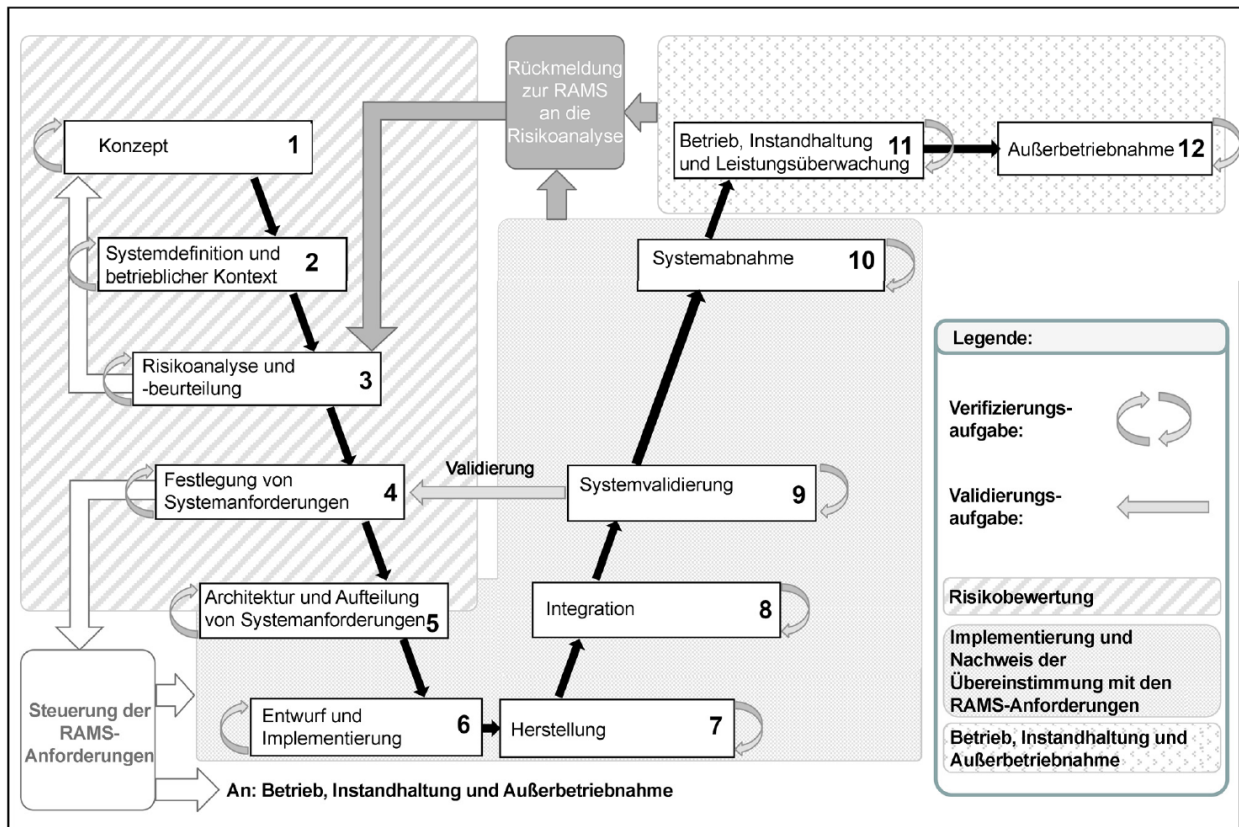 Rückmeldung
zur RAMS
an die
Risikoanalyse
Konzept 1
Systemdefinition und
betrieblicher Kontext 2
Risikoanalyse und
-beurteilung 3
Festlegung von
Systemanforderungen 4
Architektur und Aufteilung
von Systemanforderungen 5
Entwurf und
Implementierung 6
Herstellung 7
Integration 8
Systemvalidierung 9
Validierung
Systemabnahme 10
Betrieb, Instandhaltung 11
und Leistungsüberwachung
Außerbetriebnahme 12
Steuerung der
RAMS-
Anforderungen
An: Betrieb, Instandhaltung und Außerbetriebnahme
Legende:
Verifizierungs-
aufgabe:
Validierungs-
aufgabe:
Risikobewertung
Implementierung und
Nachweis der
Übereinstimmung mit den
RAMS-Anforderungen
Betrieb, Instandhaltung und
Außerbetriebnahme